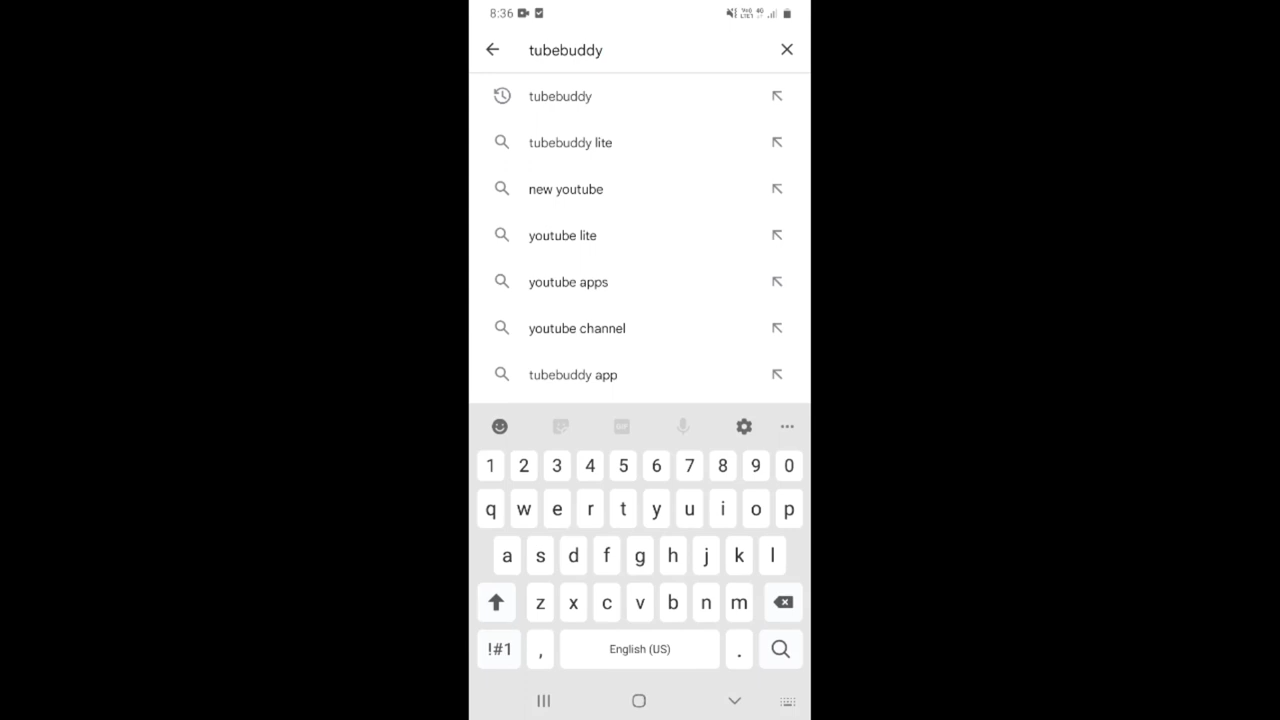 8:36
tubebuddy
tubebuddy
tubebuddy lite
new youtube
youtube lite
youtube apps
youtube channel
tubebuddy app
GIF
1 2 3 4 5 6 7 8 9 0
q w e r t y u i o p
a s d f g h j k l
z x c v b n m
!#1 , English (US) .